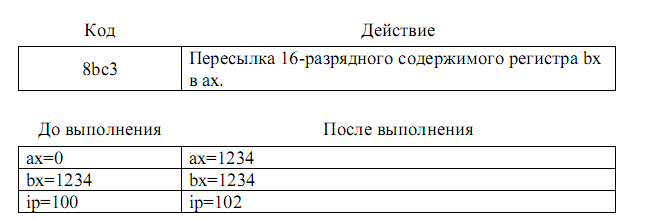 Код Действие
8bc3 Пересылка 16-разрядного содержимого регистра bx
в ax.
До выполнения После выполнения
ax=0 ax=1234
bx=1234 bx=1234
ip=100 ip=102